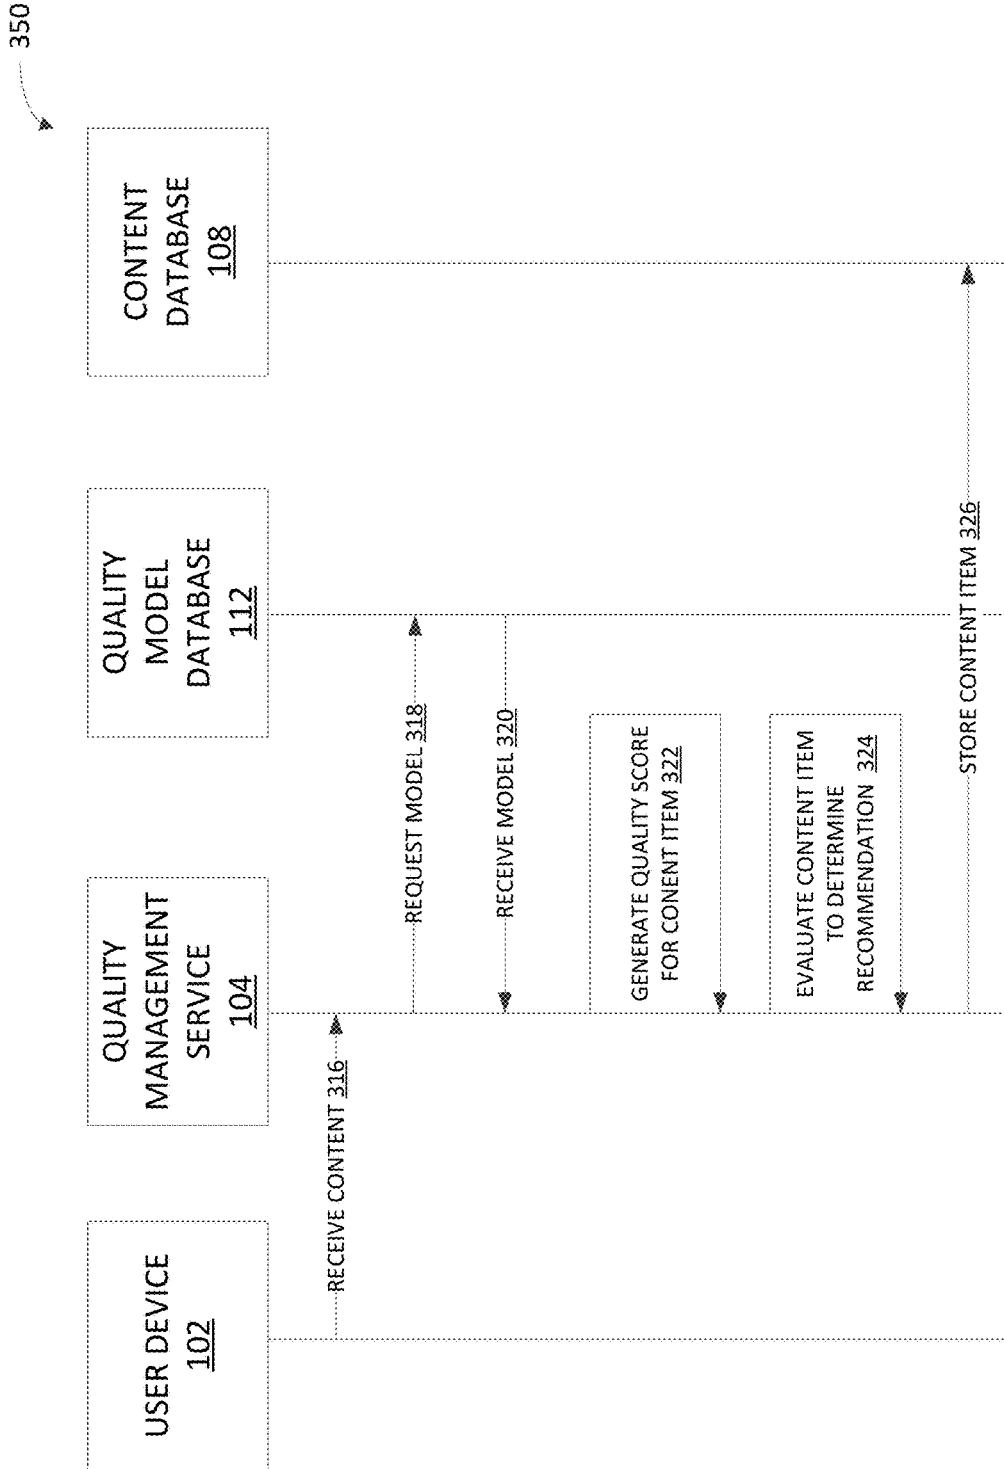 350
USER DEVICE
102
QUALITY
MANAGEMENT
SERVICE
104
QUALITY
MODEL
DATABASE
112
CONTENT
DATABASE
108
RECEIVE CONTENT 316
REQUEST MODEL 318
RECEIVE MODEL 320
GENERATE QUALITY SCORE
FOR CONENT ITEM 322
EVALUATE CONTENT ITEM
TO DETERMINE
RECOMMENDATION 324
STORE CONTENT ITEM 326